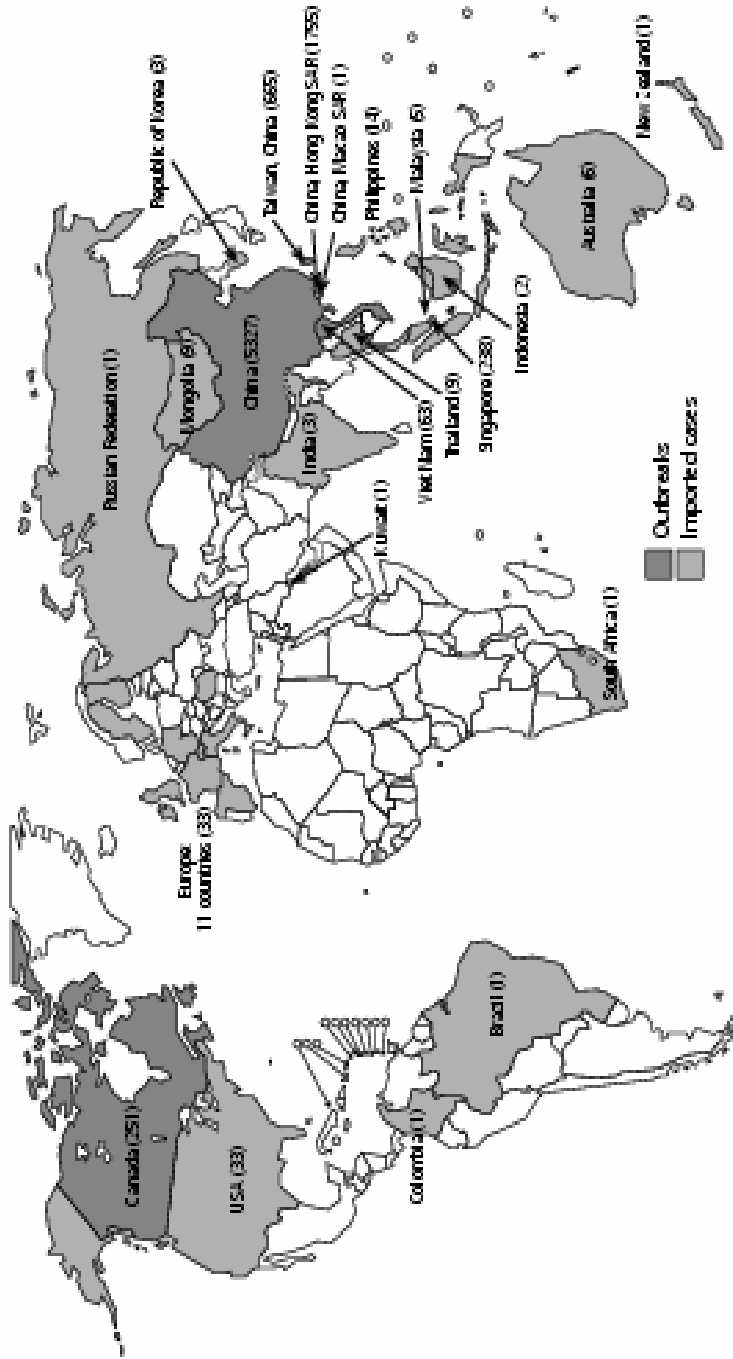 Canada (251)
USA (33)
Colombia (1)
Brazil (1)
Europe:
11 countries (33)
Russian Federation (1)
Mongolia (9)
China (5327)
Republic of Korea (3)
Taiwan, China (665)
China Hong Kong SAR (1755)
China Macao SAR (1)
Philippines (14)
Malaysia (5)
India (3)
Kuwait (1)
Viet Nam (63)
Thailand (9)
Singapore (238)
Indonesia (2)
Australia (6)
New Zealand (1)
South Africa (1)
Outbreaks
Imported cases